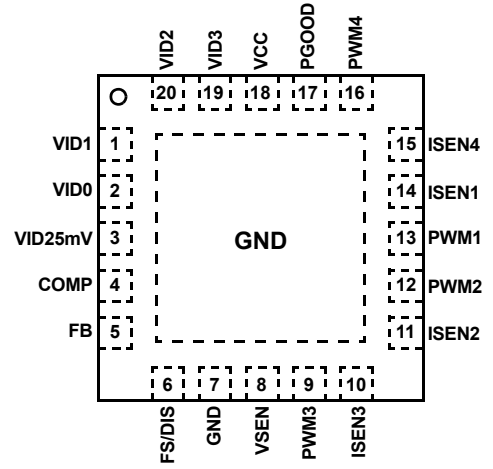 VID2 VID3 VCC PGOOD PWM4
20 19 18 17 16
VID1 1 15 ISEN4
VID0 2 14 ISEN1
VID25mV 3 GND 13 PWM1
COMP 4 12 PWM2
FB 5 11 ISEN2
6 7 8 9 10
FS/DIS GND VSEN PWM3 ISEN3